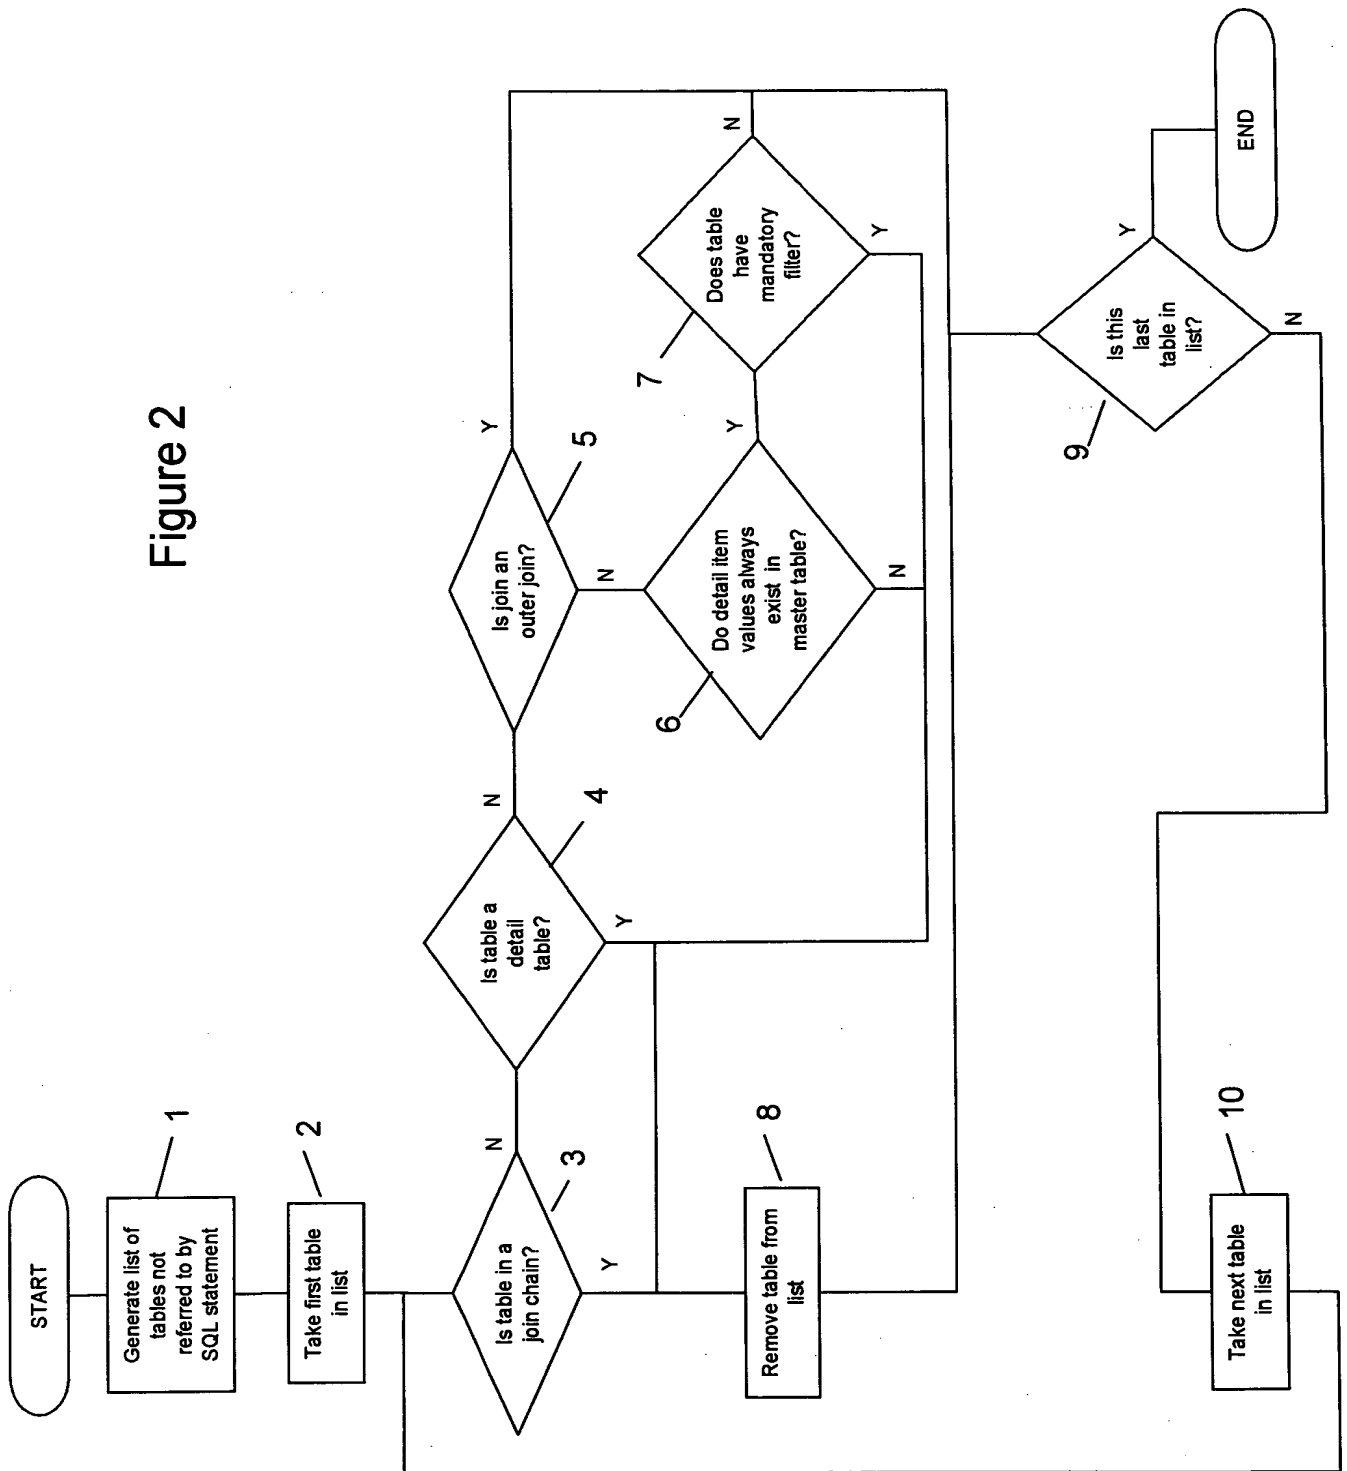 Figure 2
START
Generate list of
tables not
referred to by
SQL statement
1
Take first table
in list
2
Is table in a
join chain?
3
N
Y
Is table a
detail
table?
4
N
Y
Is join an
outer join?
5
Y
N
Do detail item
values always
exist in
master table?
6
Y
N
Does table
have
mandatory
filter?
7
N
Y
Remove table from
list
8
Is this
last
table in
list?
9
Y
N
END
Take next table
in list
10